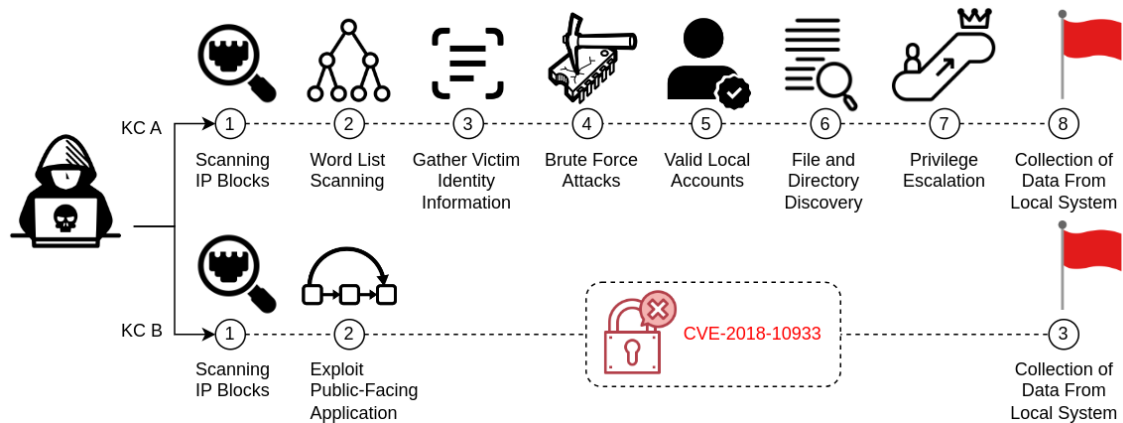 KC A
1
2
3
4
5
6
7
8
Scanning
IP Blocks
Word List
Scanning
Gather Victim
Identity
Information
Brute Force
Attacks
Valid Local
Accounts
File and
Directory
Discovery
Privilege
Escalation
Collection of
Data From
Local System
KC B
1
2
CVE-2018-10933
3
Scanning
IP Blocks
Exploit
Public-Facing
Application
Collection of
Data From
Local System